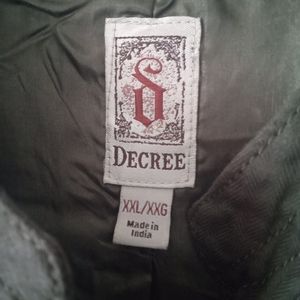 d
DECREE
XXL/XXG
Made in
India